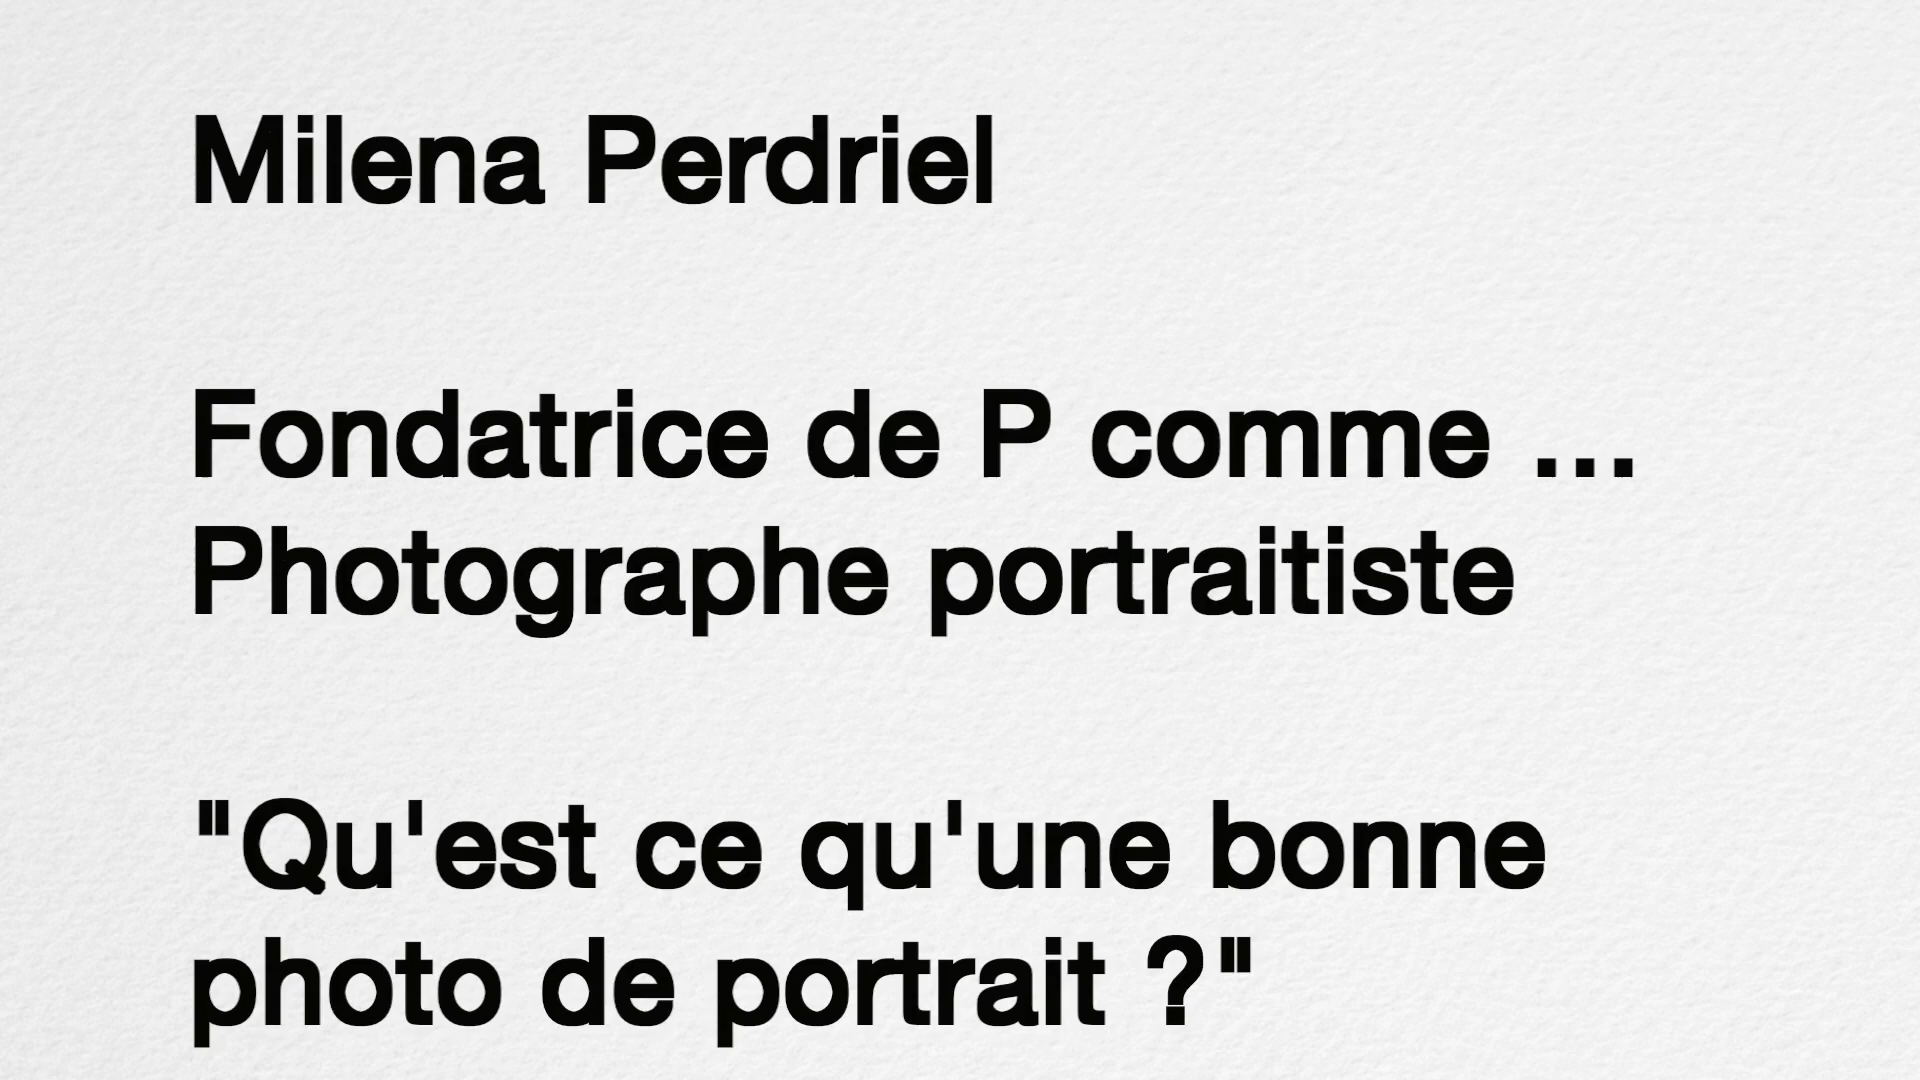 Milena Perdriel
Fondatrice de P comme ...
Photographe portraitiste
"Qu'est ce qu'une bonne
photo de portrait ?"